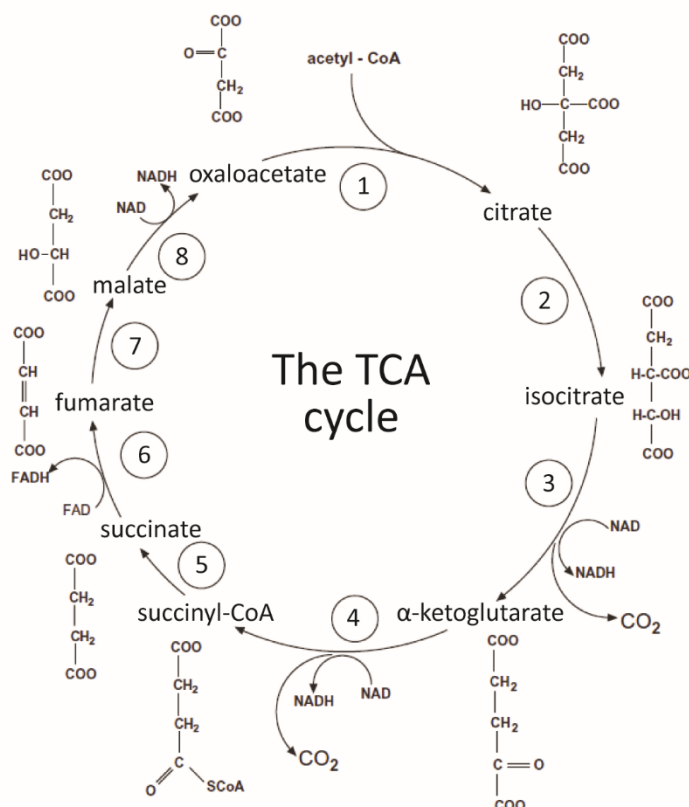 COO
O=C
CH₂
COO
acetyl - CoA
COO
CH₂
HO-C-COO
CH₂
COO
oxaloacetate
1
citrate
NADH
NAD
8
COO
CH₂
HO-CH
COO
malate
2
COO
CH₂
H-C-COO
H-C-OH
COO
isocitrate
7
The TCA
cycle
COO
CH
CH
COO
fumarate
6
3
FADH
FAD
NAD
NADH
CO₂
succinate
5
succinyl-CoA
4
α-ketoglutarate
COO
CH₂
CH₂
COO
NADH
NAD
CO₂
COO
CH₂
CH₂
C
O
SCoA
COO
CH₂
CH₂
C=O
COO